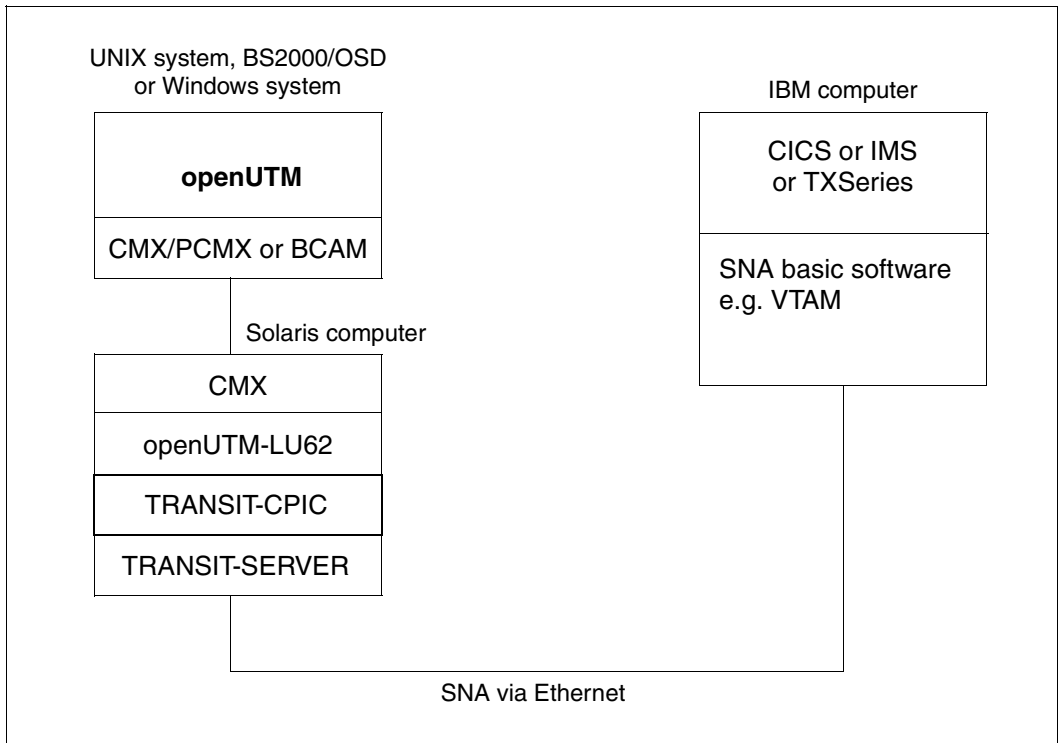 UNIX system, BS2000/OSD
or Windows system
openUTM
CMX/PCMX or BCAM
IBM computer
CICS or IMS
or TXSeries
SNA basic software
e.g. VTAM
Solaris computer
CMX
openUTM-LU62
TRANSIT-CPIC
TRANSIT-SERVER
SNA via Ethernet